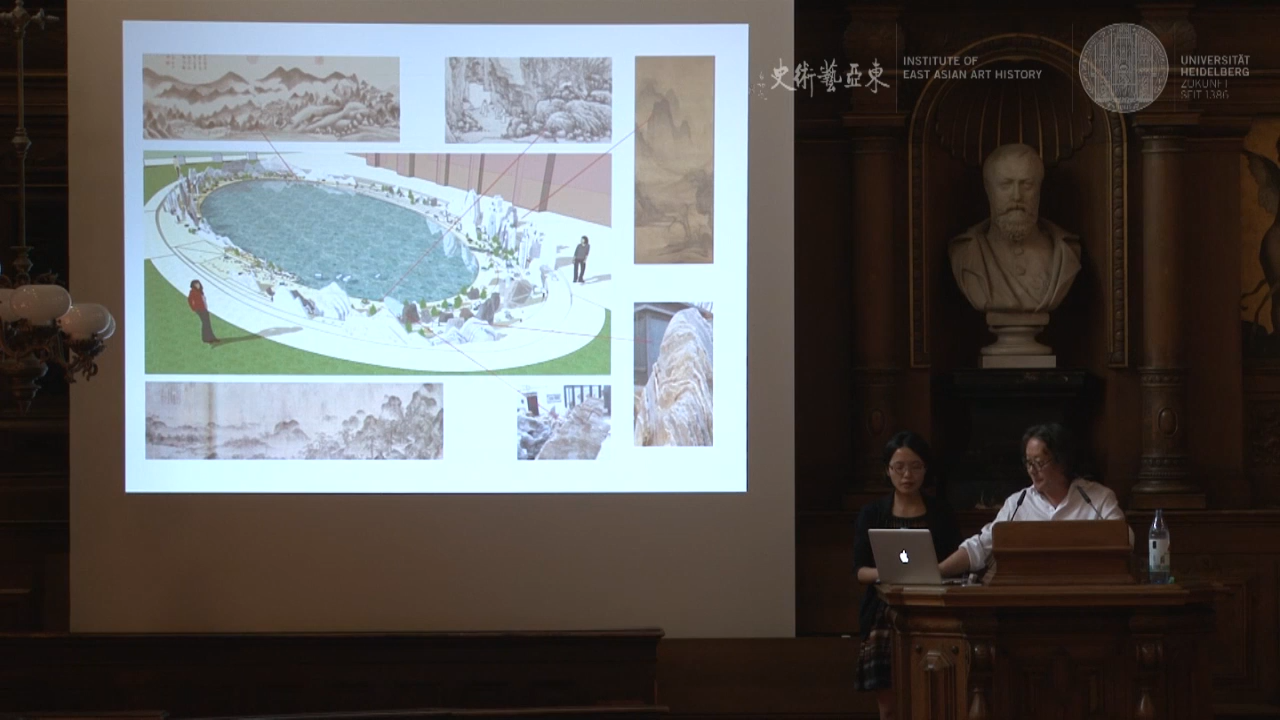 史術藝亞東
INSTITUTE OF
EAST ASIAN ART HISTORY
UNIVERSITÄT
HEIDELBERG
ZUKUNFT
SEIT 1386